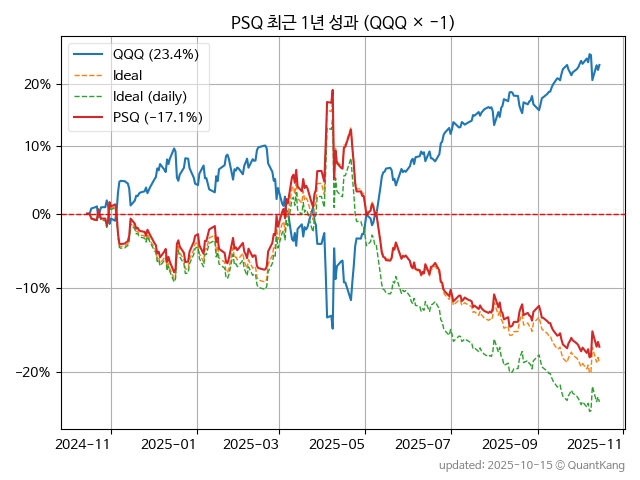 PSQ 최근 1년 성과 (QQQ × −1)
QQQ (23.4%)
Ideal
Ideal (daily)
PSQ (−17.1%)
20%
10%
0%
−10%
−20%
2024-11
2025-01
2025-03
2025-05
2025-07
2025-09
2025-11
updated: 2025-10-15 © QuantKang